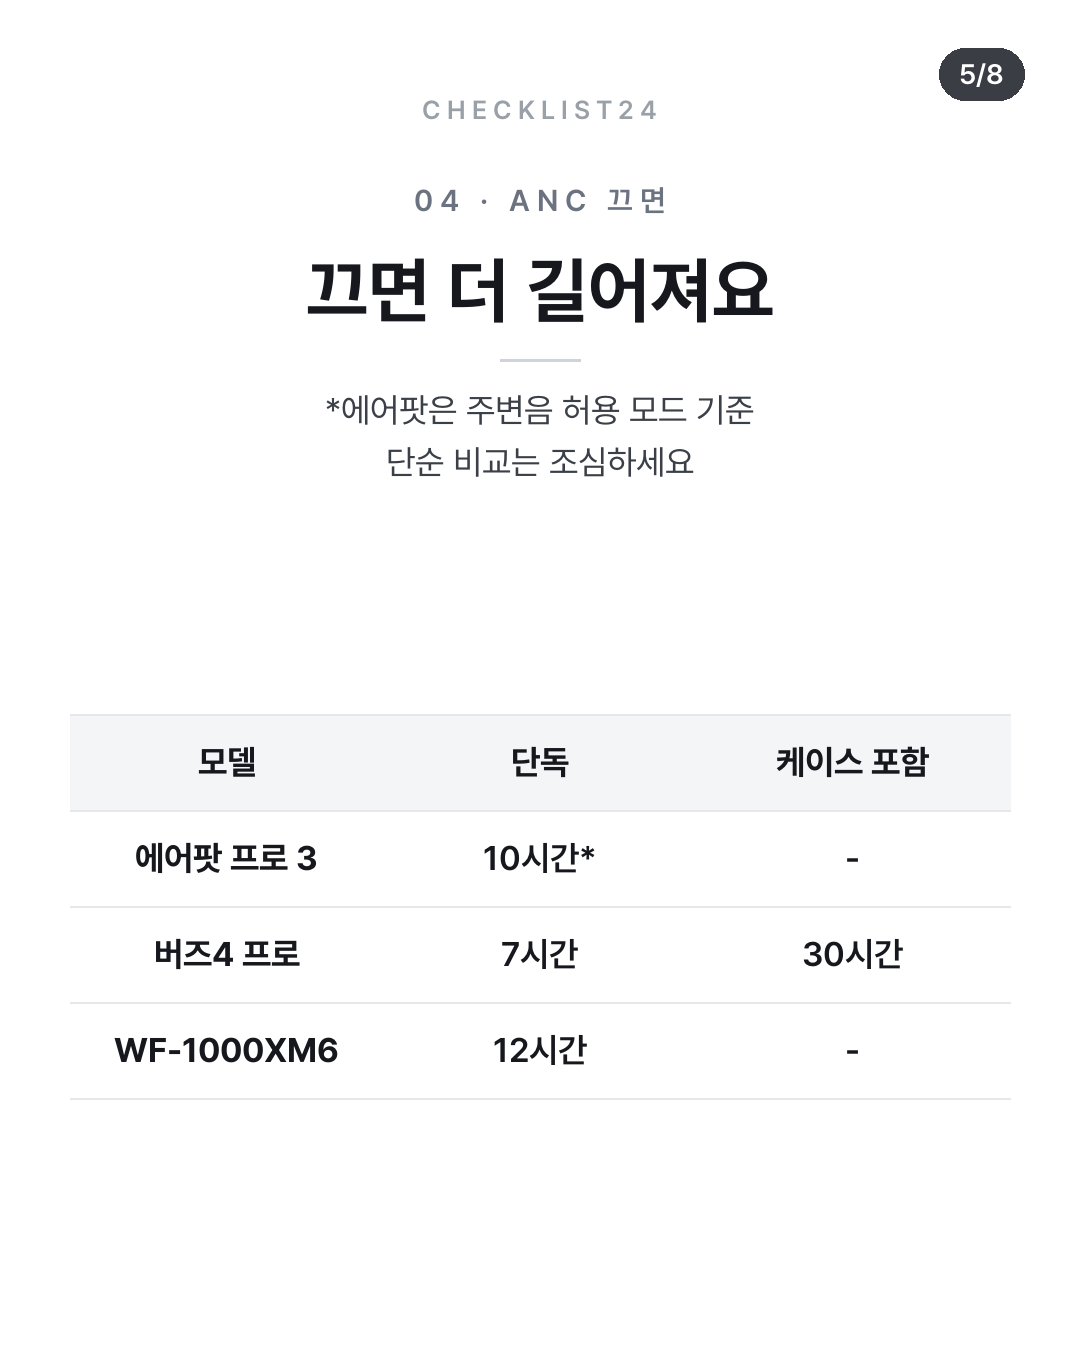 5/8
CHECKLIST24
04 · ANC 끄면
끄면 더 길어져요
*에어팟은 주변음 허용 모드 기준
단순 비교는 조심하세요
모델 단독 케이스 포함
에어팟 프로 3 10시간* -
버즈4 프로 7시간 30시간
WF-1000XM6 12시간 -